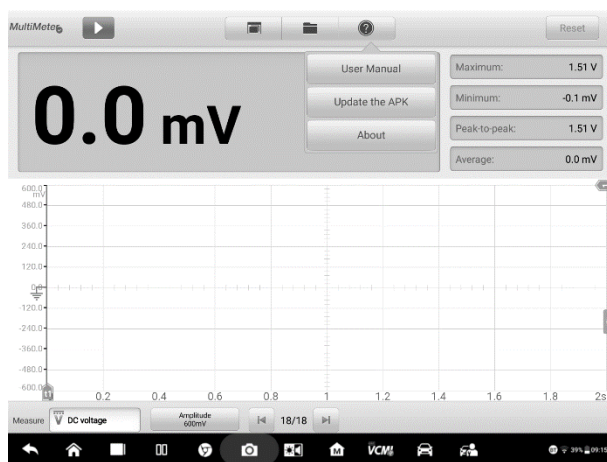 MultiMeter
Reset
User Manual
Update the APK
About
0.0 mV
Maximum: 1.51 V
Minimum: -0.1 mV
Peak-to-peak: 1.51 V
Average: 0.0 mV
600.0
mV
480.0
360.0
240.0
120.0
0.0
-120.0
-240.0
-360.0
-480.0
-600.0
0.2 0.4 0.6 0.8 1 1.2 1.4 1.6 1.8 2s
Measure DC voltage Amplitude
600mV
18/18
M VCMI 39% 09:15